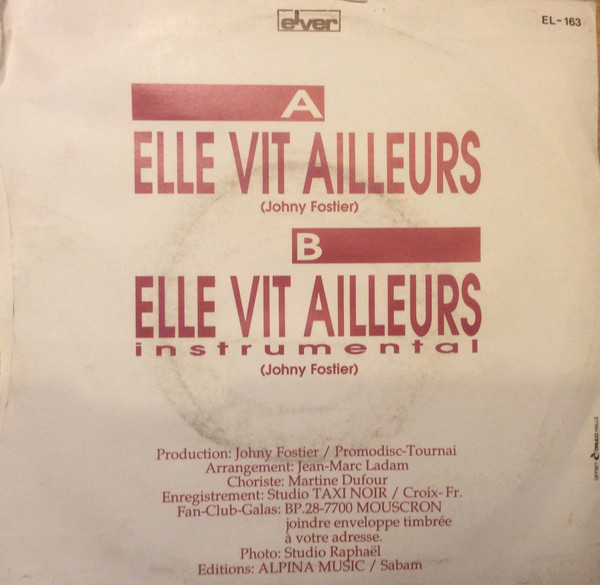 elver
EL-163
A
ELLE VIT AILLEURS
(Johny Fostier)
B
ELLE VIT AILLEURS
instrumental
(Johny Fostier)
Production: Johny Fostier / Promodisc-Tournai
Arrangement: Jean-Marc Ladam
Choriste: Martine Dufour
Enregistrement: Studio TAXI NOIR / Croix-Fr.
Fan-Club-Galas: BP.28-7700 MOUSCRON
joindre enveloppe timbrée
à votre adresse.
Photo: Studio Raphaël
Editions: ALPINA MUSIC / Sabam
OFFSET